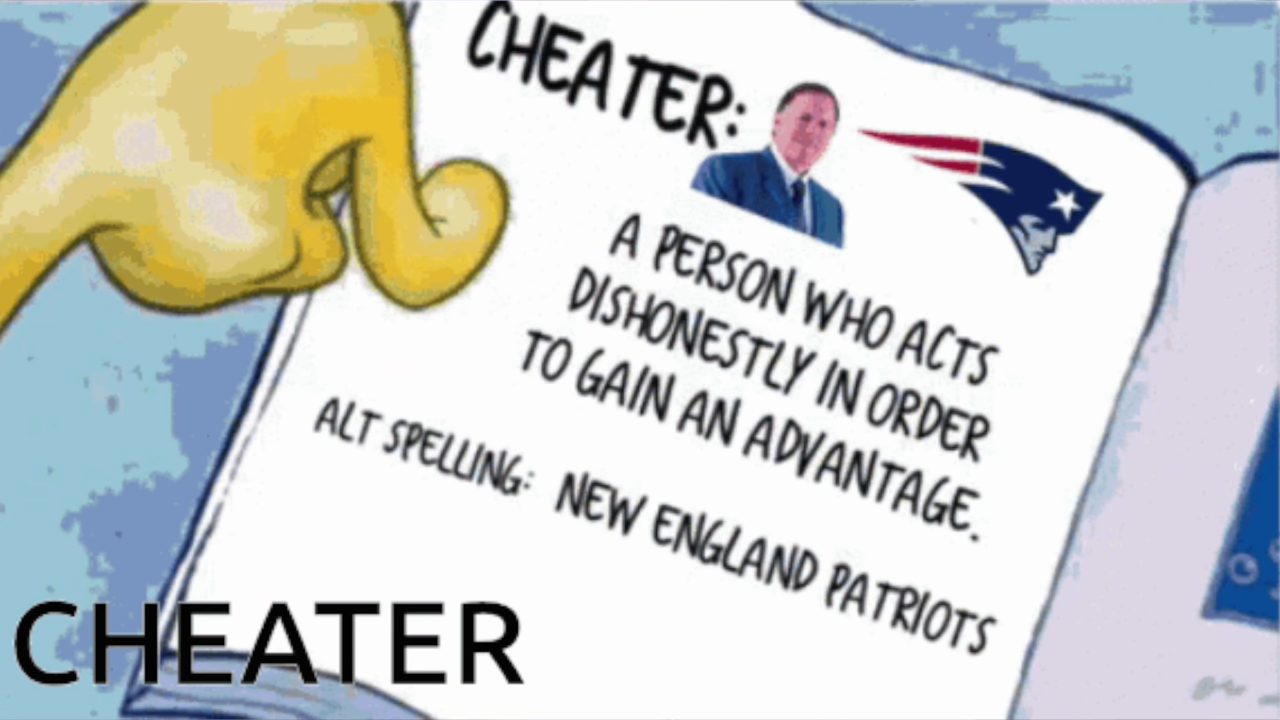 CHEATER:
A PERSON WHO ACTS
DISHONESTLY IN ORDER
TO GAIN AN ADVANTAGE.
ALT SPELLING: NEW ENGLAND PATRIOTS
CHEATER